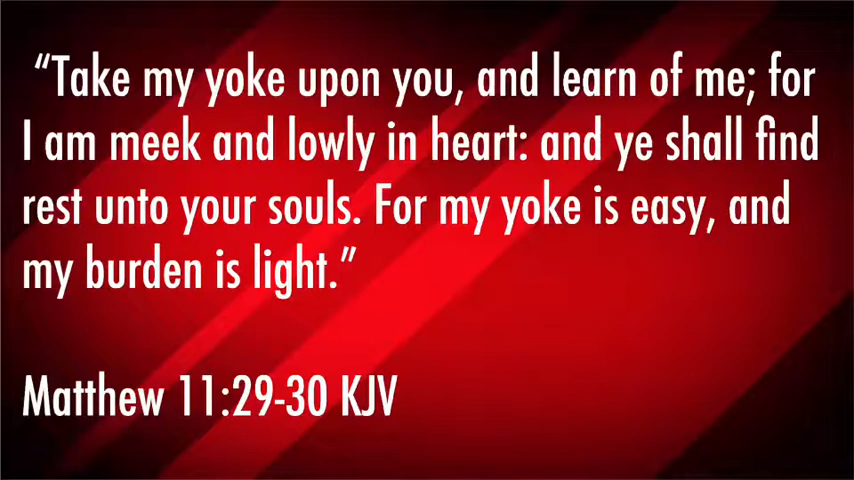 “Take my yoke upon you, and learn of me; for
I am meek and lowly in heart: and ye shall find
rest unto your souls. For my yoke is easy, and
my burden is light.”
Matthew 11:29-30 KJV